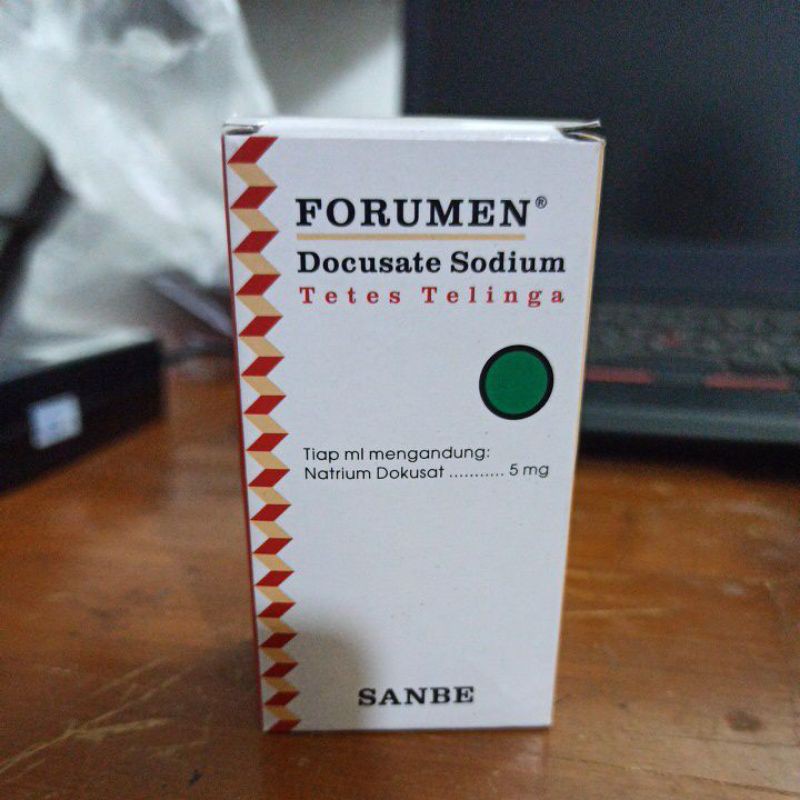 FORUMEN®
Docusate Sodium
Tetes Telinga
Tiap ml mengandung:
Natrium Dokusat ........... 5 mg
SANBE